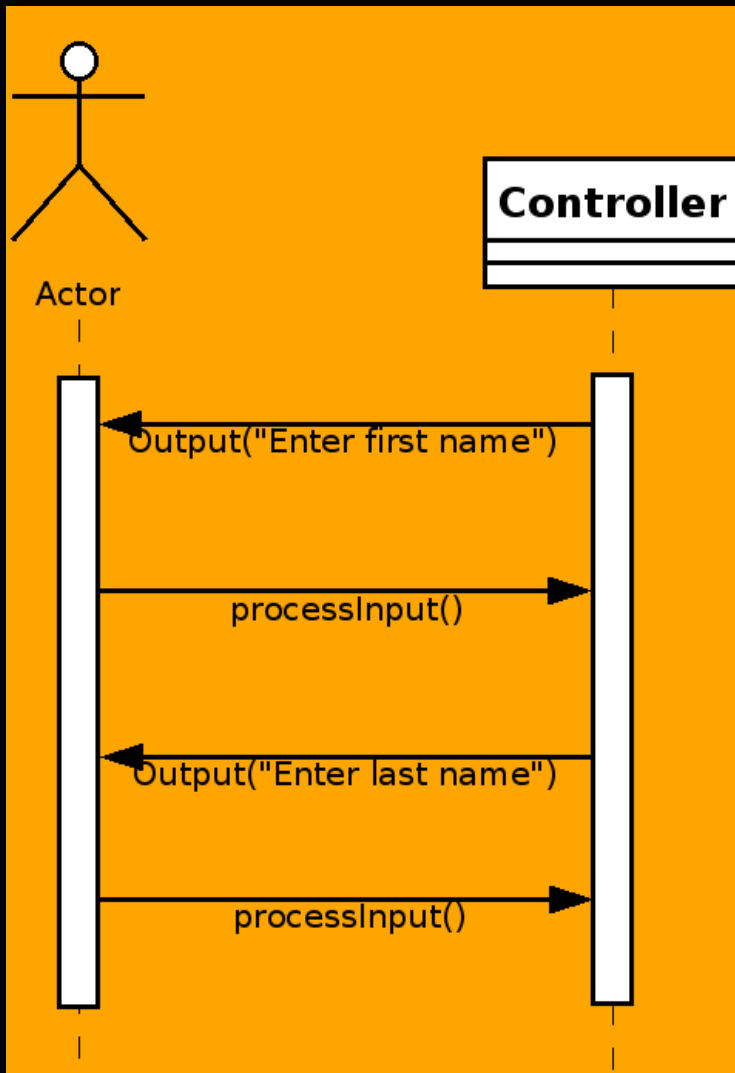 Controller
Actor
Output("Enter first name")
processInput()
Output("Enter last name")
processInput()